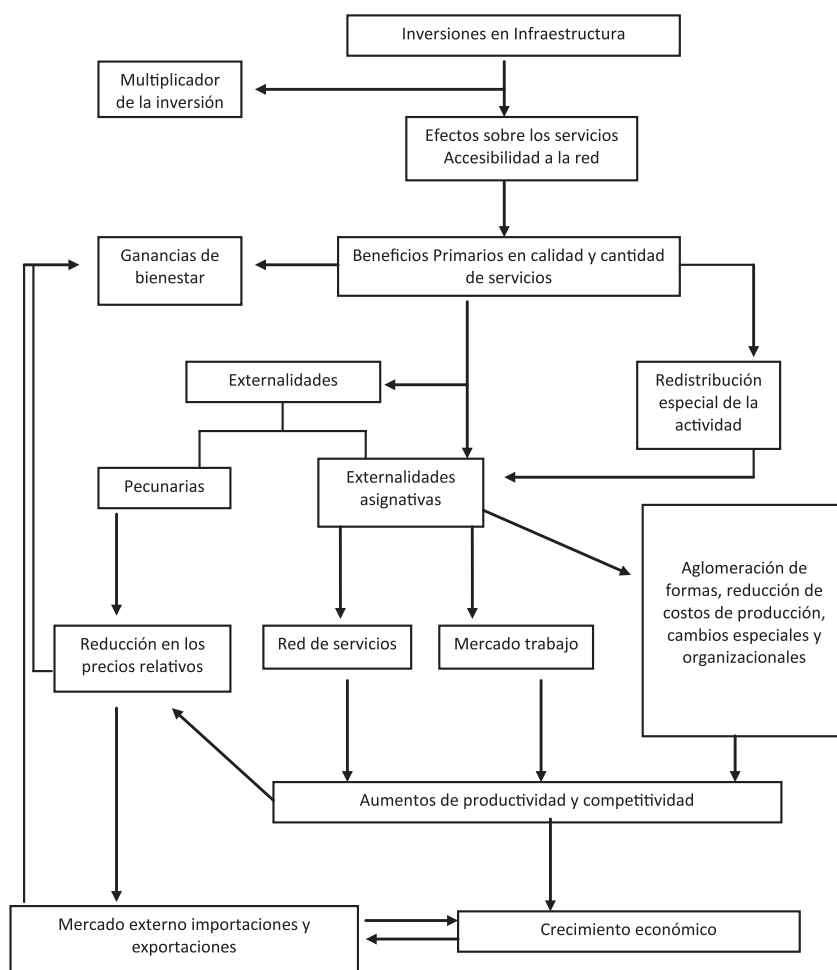 Inversiones en Infraestructura
Multiplicador
de la inversión
Efectos sobre los servicios
Accesibilidad a la red
Ganancias de
bienestar
Beneficios Primarios en calidad y cantidad
de servicios
Externalidades
Redistribución
especial de la
actividad
Pecunarias
Externalidades
asignativas
Aglomeración de
formas, reducción de
costos de producción,
cambios especiales y
organizacionales
Reducción en los
precios relativos
Red de servicios
Mercado trabajo
Aumentos de productividad y competitividad
Mercado externo importaciones y
exportaciones
Crecimiento económico